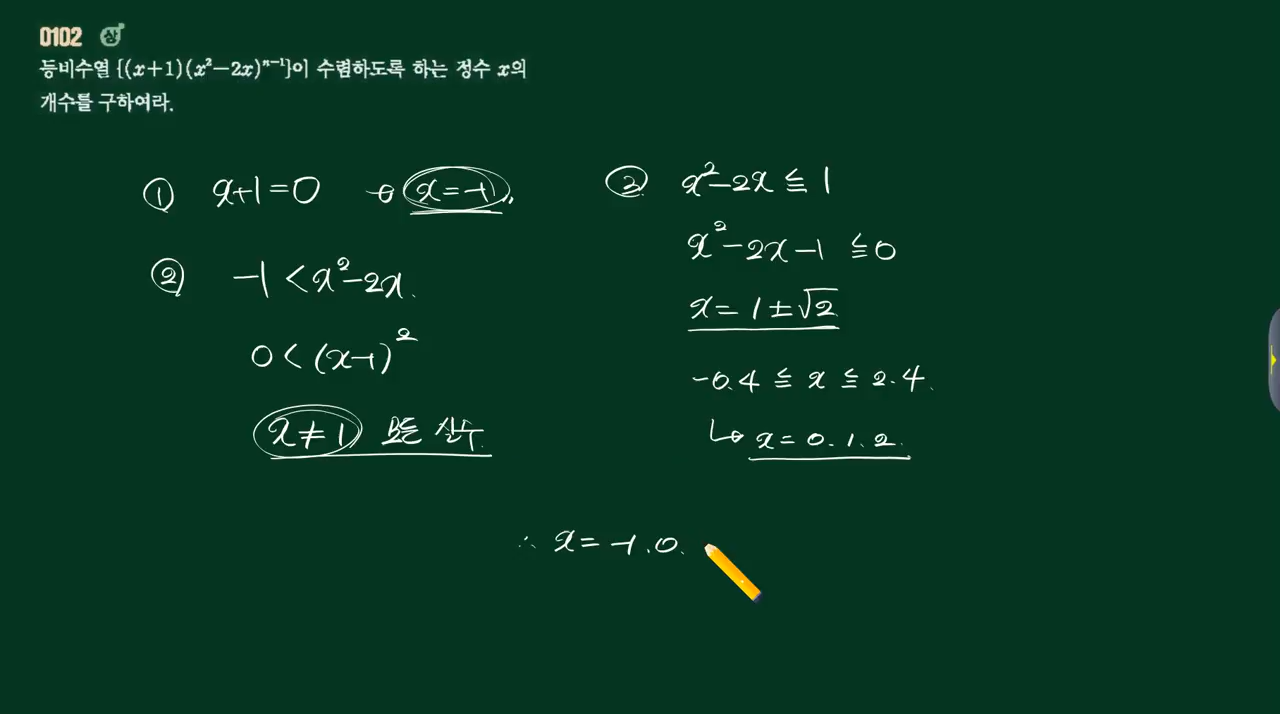 0102 상
등비수열 {(x+1)(x²-2x)ⁿ⁻¹}이 수렴하도록 하는 정수 x의
개수를 구하여라.
① x+1=0 → x=-1
② -1<x²-2x.
0<(x-1)²
x≠1 모든 실수.
③ x²-2x≦1
x²-2x-1≦0
x=1±√2
-0.4≦x≦2.4.
↳ x=0.1.2.
∴ x=-1.0.